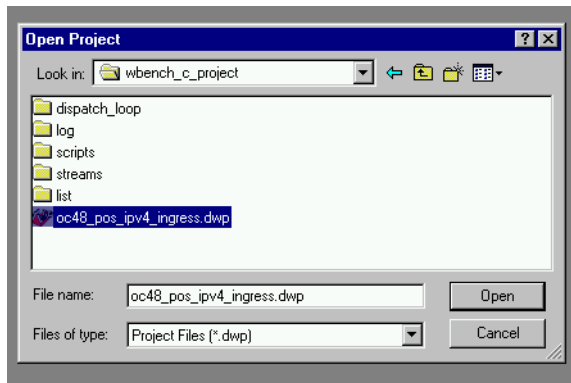 Open Project
Look in: wbench_c_project
dispatch_loop
log
scripts
streams
list
oc48_pos_ipv4_ingress.dwp
File name: oc48_pos_ipv4_ingress.dwp Open
Files of type: Project Files (*.dwp) Cancel